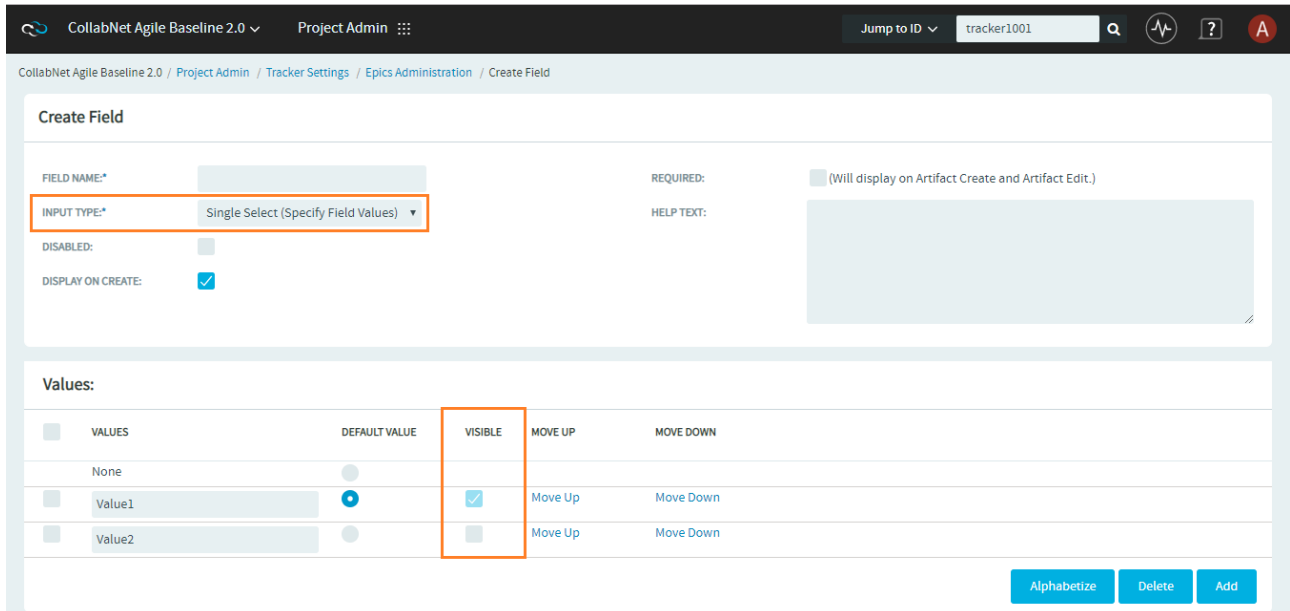 CollabNet Agile Baseline 2.0 Project Admin Jump to ID tracker1001 ? A
CollabNet Agile Baseline 2.0 / Project Admin / Tracker Settings / Epics Administration / Create Field
Create Field
FIELD NAME:* REQUIRED: (Will display on Artifact Create and Artifact Edit.)
INPUT TYPE:* Single Select (Specify Field Values) HELP TEXT:
DISABLED:
DISPLAY ON CREATE:
Values:
VALUES DEFAULT VALUE VISIBLE MOVE UP MOVE DOWN
None
Value1 Move Up Move Down
Value2 Move Up Move Down
Alphabetize Delete Add